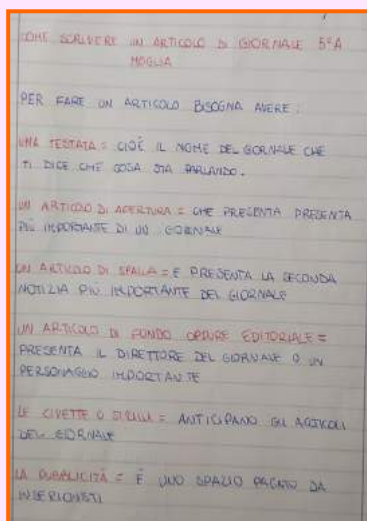 COME SCRIVERE UN ARTICOLO DI GIORNALE 5ªA
MOGLIA
PER FARE UN ARTICOLO BISOGNA AVERE:
UNA TESTATA = CIOÈ IL NOME DEL GIORNALE CHE
TI DICE CHE COSA STA PARLANDO.
UN ARTICOLO DI APERTURA = CHE PRESENTA PRESENTA
PIÙ IMPORTANTE DI UN GIORNALE
UN ARTICOLO DI SPALLA = E PRESENTA LA SECONDA
NOTIZIA PIÙ IMPORTANTE DEL GIORNALE
UN ARTICOLO DI FONDO OPPURE EDITORIALE =
PRESENTA IL DIRETTORE DEL GIORNALE O UN
PERSONAGGIO IMPORTANTE
LE CIVETTE O STRILLI = ANTICIPANO GLI ARTICOLI
DEL GIORNALE
LA PUBBLICITÀ = È UNO SPAZIO PAGATO DA
INSERIONISTI